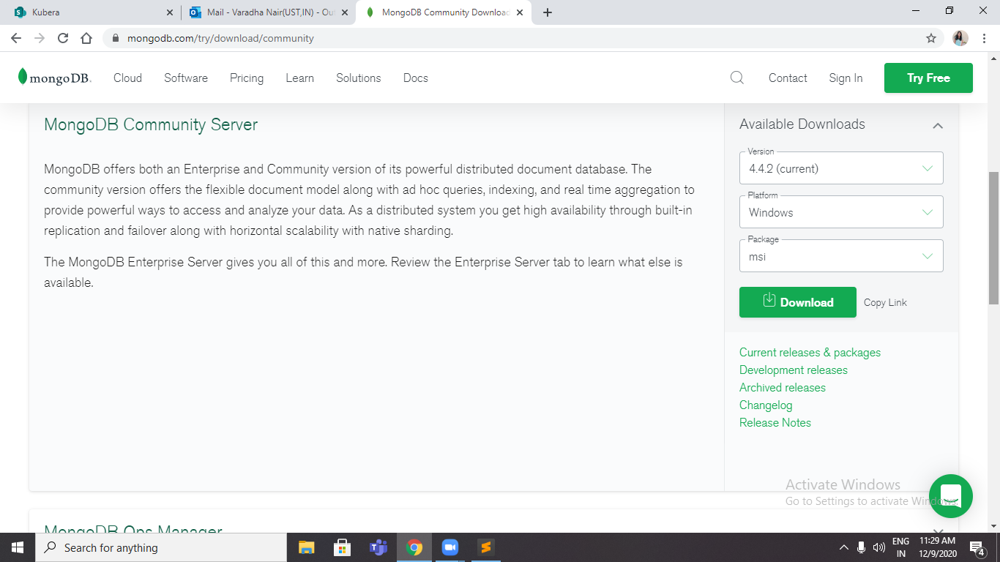 Kubera
Mail - Varadha Nair(UST,IN) - Ou
MongoDB Community Download
mongodb.com/try/download/community
mongoDB.
Cloud
Software
Pricing
Learn
Solutions
Docs
Contact
Sign In
Try Free
MongoDB Community Server
MongoDB offers both an Enterprise and Community version of its powerful distributed document database. The
community version offers the flexible document model along with ad hoc queries, indexing, and real time aggregation to
provide powerful ways to access and analyze your data. As a distributed system you get high availability through built-in
replication and failover along with horizontal scalability with native sharding.
The MongoDB Enterprise Server gives you all of this and more. Review the Enterprise Server tab to learn what else is
available.
Available Downloads
Version
4.4.2 (current)
Platform
Windows
Package
msi
Download
Copy Link
Current releases & packages
Development releases
Archived releases
Changelog
Release Notes
Activate Windows
Go to Settings to activate Windows.
MongoDB Ops Manager
Search for anything
ENG
IN
11:29 AM
12/9/2020
4